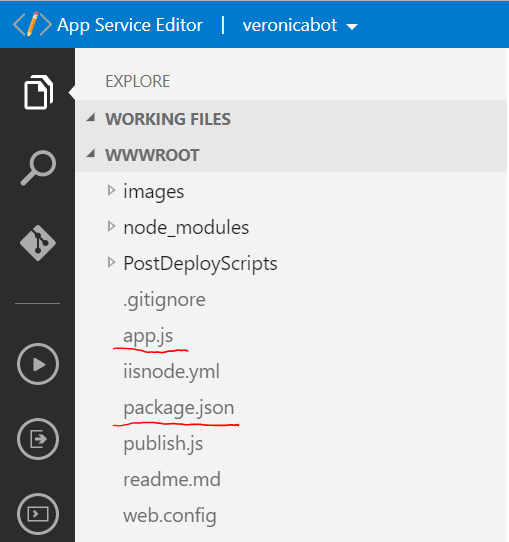 App Service Editor | veronicabot
EXPLORE
WORKING FILES
WWWROOT
images
node_modules
PostDeployScripts
.gitignore
app.js
iisnode.yml
package.json
publish.js
readme.md
web.config